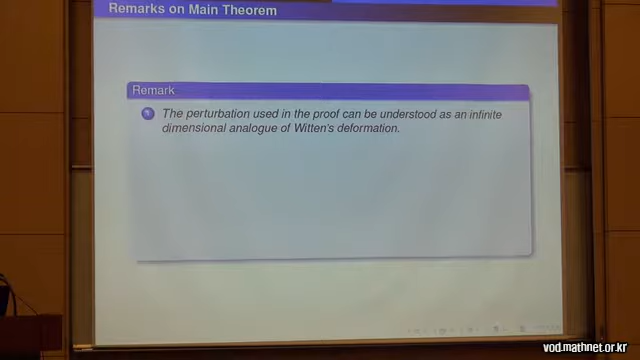 Remarks on Main Theorem
Remark
1 The perturbation used in the proof can be understood as an infinite
dimensional analogue of Witten's deformation.
vod.mathnet.or.kr